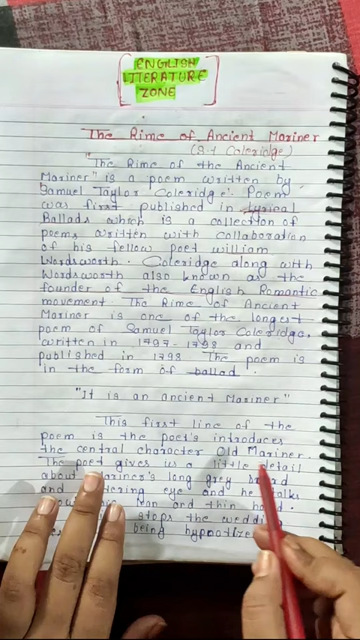 ENGLISH
LITERATURE
ZONE
The Rime of Ancient Mariner
(S.T Coleridge)
"The Rime of the Ancient
Mariner" is a poem written by
Samuel Taylor Coleridge. Poem
was first published in Lyrical
Ballads which is a collection of
poems written with collaboration
of his fellow poet William
Wordsworth. Coleridge along with
Wordsworth also known as the
founder of the English Romantic
movement. The Rime of Ancient
Mariner is one of the longest
poem of Samuel Taylor Coleridge,
written in 1797-1798 and
published in 1798. The poem is
in the form of ballad.
"It is an ancient Mariner"
This first line of the
poem is the poet's introduces
the central character Old Mariner.
The poet gives us a little detail
about Mariner's long grey
and eye and he
Man and thin
stops the wedding
being